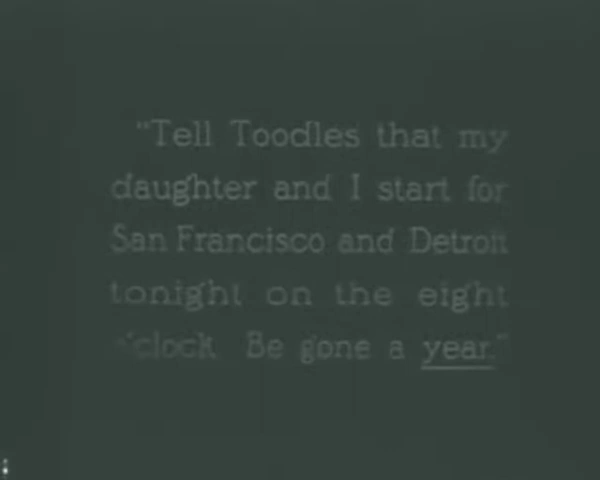 "Tell Toodles that my
daughter and I start for
San Francisco and Detroit
tonight on the eight
o'clock. Be gone a year."